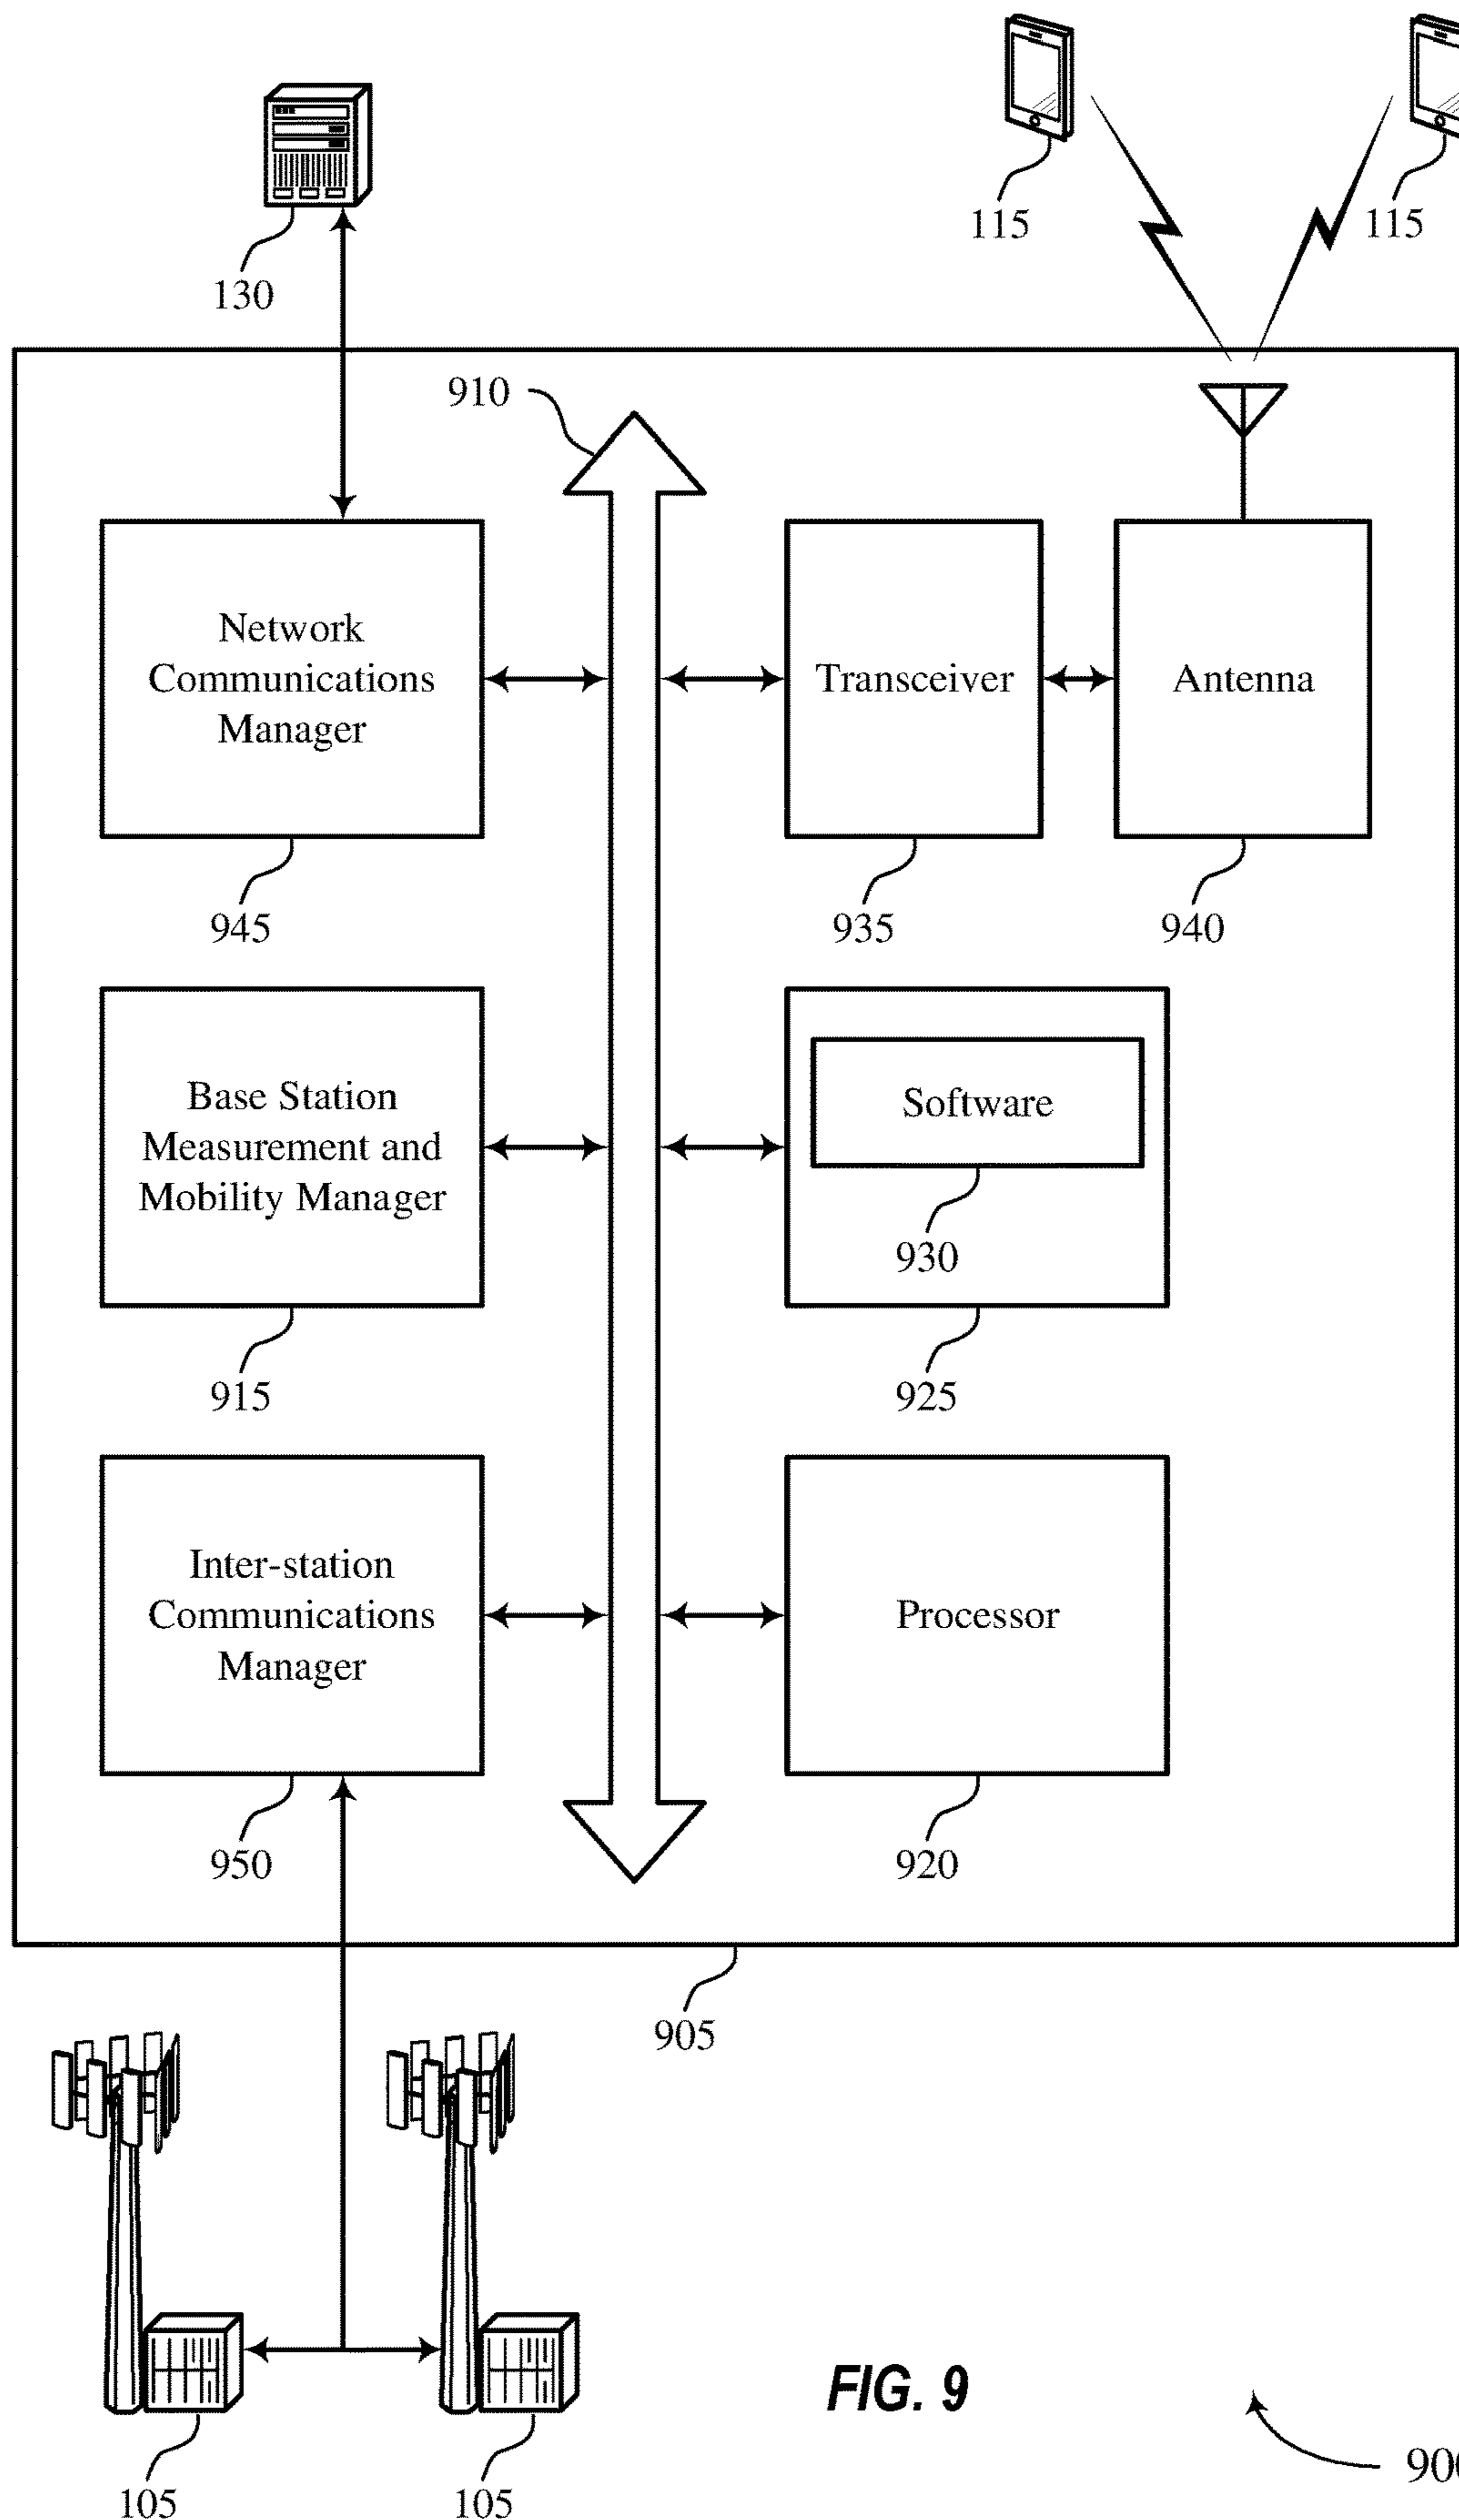 115
115
130
910
Network
Communications
Manager
Transceiver
Antenna
945
935
940
Base Station
Measurement and
Mobility Manager
Software
930
915
925
Inter-station
Communications
Manager
Processor
950
920
905
FIG. 9
900
105
105